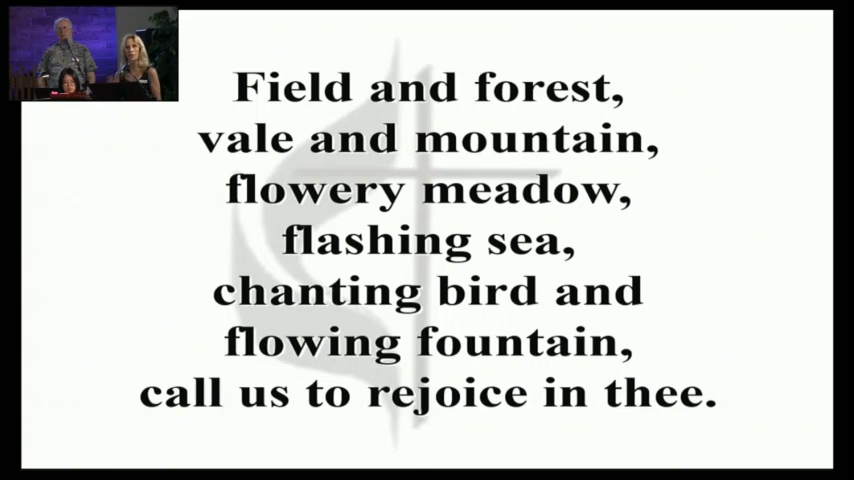 Field and forest,
vale and mountain,
flowery meadow,
flashing sea,
chanting bird and
flowing fountain,
call us to rejoice in thee.